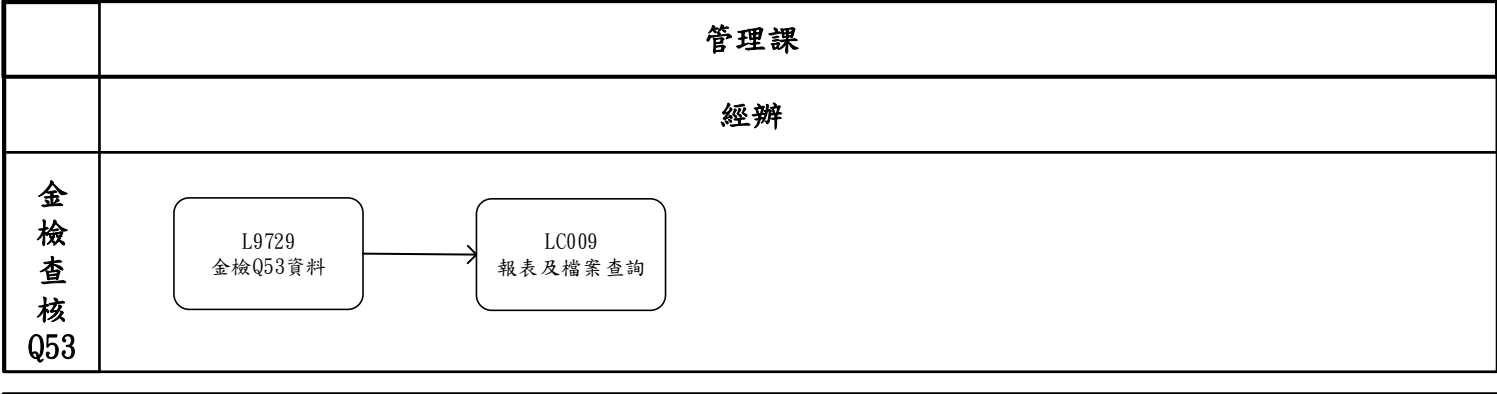 管理課
經辦
金
檢
查
核
Q53
L9729
金檢Q53資料
LC009
報表及檔案查詢